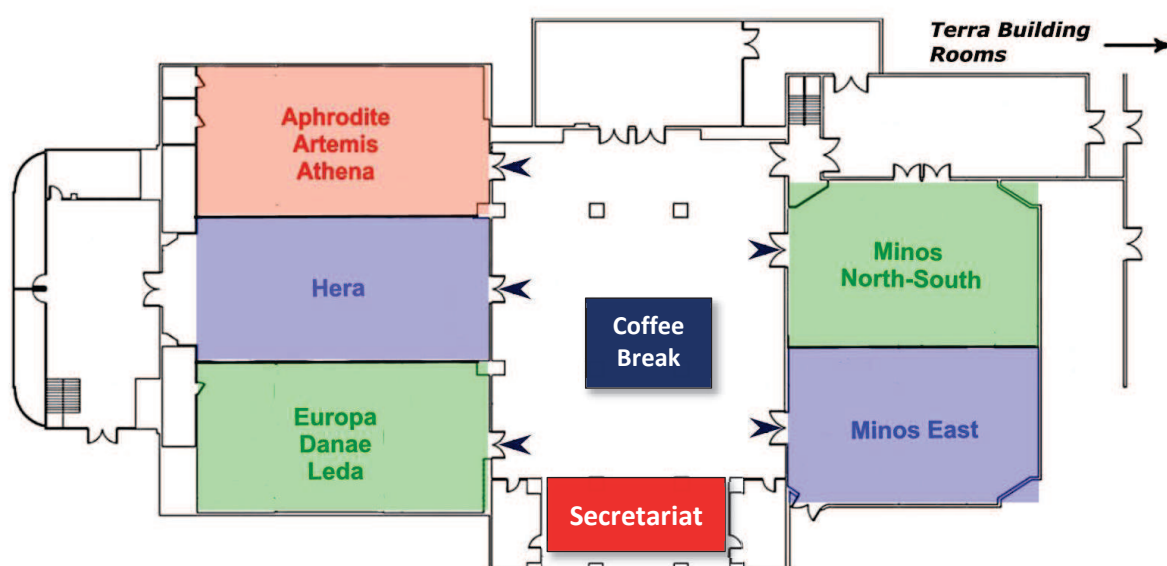 Terra Building
Rooms
Aphrodite
Artemis
Athena
Hera
Minos
North-South
Coffee
Break
Europa
Danae
Leda
Minos East
Secretariat